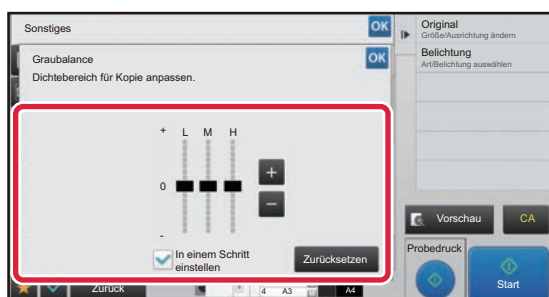 Sonstiges
OK
Graubalance
OK
Dichtebereich für Kopie anpassen.
+ L M H
0
-
+
-
In einem Schritt
einstellen
Zurücksetzen
Zurück
4 A3
A4
Original
Größe/Ausrichtung ändern
Belichtung
Art/Belichtung auswählen
Vorschau
CA
Probedruck
Start